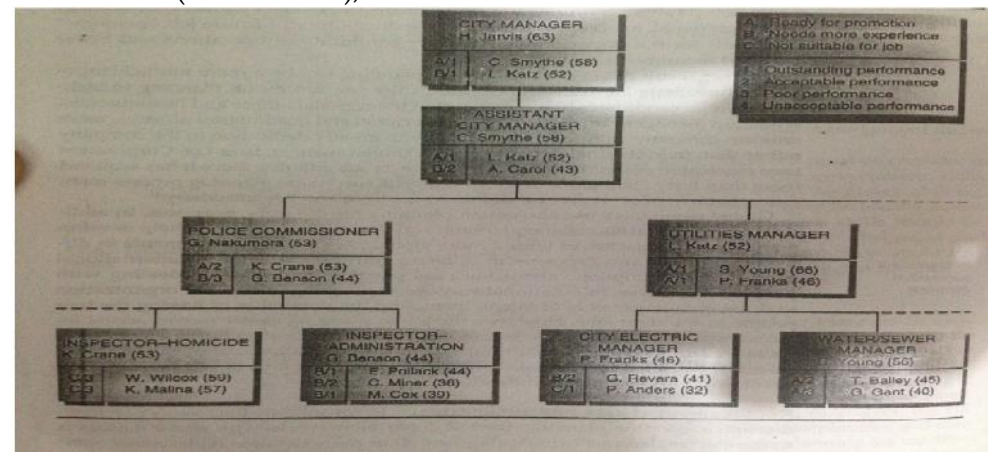 CITY MANAGER
H. Jarvis (63)
A/1 C. Smythe (58)
B/1 L. Katz (52)
A. Ready for promotion
B. Needs more experience
C. Not suitable for job
1. Outstanding performance
2. Acceptable performance
3. Poor performance
4. Unacceptable performance
ASSISTANT
CITY MANAGER
C. Smythe (58)
A/1 L. Katz (52)
B/2 A. Carol (43)
POLICE COMMISSIONER
G. Nakumora (53)
A/2 K. Crane (53)
B/3 G. Benson (44)
UTILITIES MANAGER
L. Katz (52)
A/1 S. Young (66)
A/1 P. Franks (46)
INSPECTOR–HOMICIDE
K. Crane (53)
C/3 W. Wilcox (59)
C/3 K. Malina (57)
INSPECTOR–
ADMINISTRATION
G. Benson (44)
B/1 F. (44)
B/2 C. Miner (36)
B/1 M. Cox (39)
CITY ELECTRIC
MANAGER
P. Franks (46)
B/2 G. Revara (41)
C/1 P. Anders (32)
WATER/SEWER
MANAGER
Young
A/2 T. Bailey (45)
A/3 G. Gant (40)